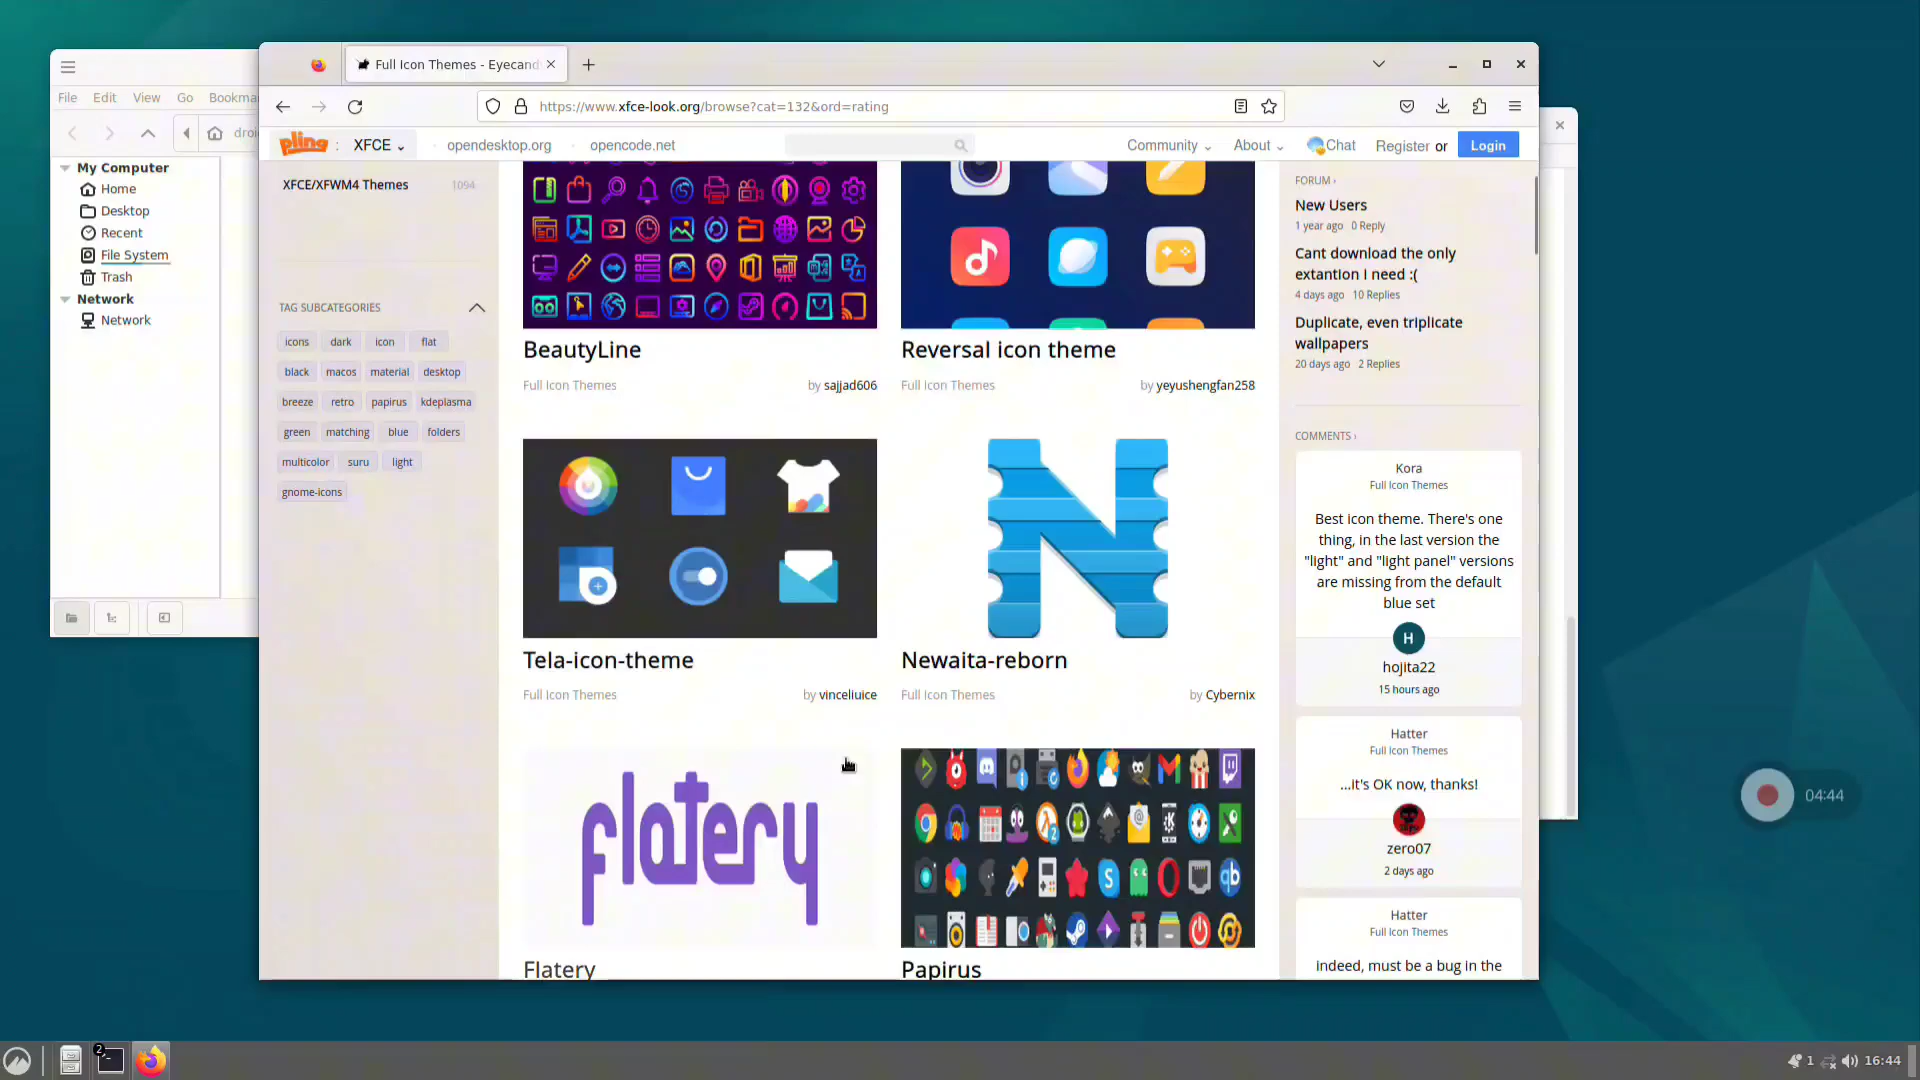 Full Icon Themes - Eyecand
File Edit View Go Bookma
https://www.xfce-look.org/browse?cat=132&ord=rating
droi
pling : XFCE opendesktop.org opencode.net Community About Chat Register or Login
My Computer
Home
Desktop
Recent
File System
Trash
Network
Network
XFCE/XFWM4 Themes 1094
TAG SUBCATEGORIES
icons dark icon flat
black macos material desktop
breeze retro papirus kdeplasma
green matching blue folders
multicolor suru light
gnome-icons
BeautyLine
Full Icon Themes by sajjad606
Reversal icon theme
Full Icon Themes by yeyushengfan258
Tela-icon-theme
Full Icon Themes by vinceliuice
N
Newaita-reborn
Full Icon Themes by Cybernix
flatery
Flatery
Papirus
FORUM ›
New Users
1 year ago 0 Reply
Cant download the only
extantion I need :(
4 days ago 10 Replies
Duplicate, even triplicate
wallpapers
20 days ago 2 Replies
COMMENTS ›
Kora
Full Icon Themes
Best icon theme. There's one
thing, in the last version the
"light" and "light panel" versions
are missing from the default
blue set
H
hojita22
15 hours ago
Hatter
Full Icon Themes
...it's OK now, thanks!
zero07
2 days ago
Hatter
Full Icon Themes
indeed, must be a bug in the
04:44
2
1 16:44